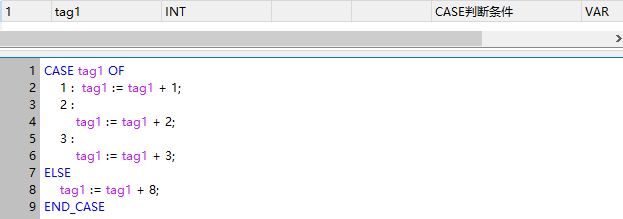 1 tag1 INT CASE判断条件 VAR
1 CASE tag1 OF
2 1 : tag1 := tag1 + 1;
3 2 :
4 tag1 := tag1 + 2;
5 3 :
6 tag1 := tag1 + 3;
7 ELSE
8 tag1 := tag1 + 8;
9 END_CASE